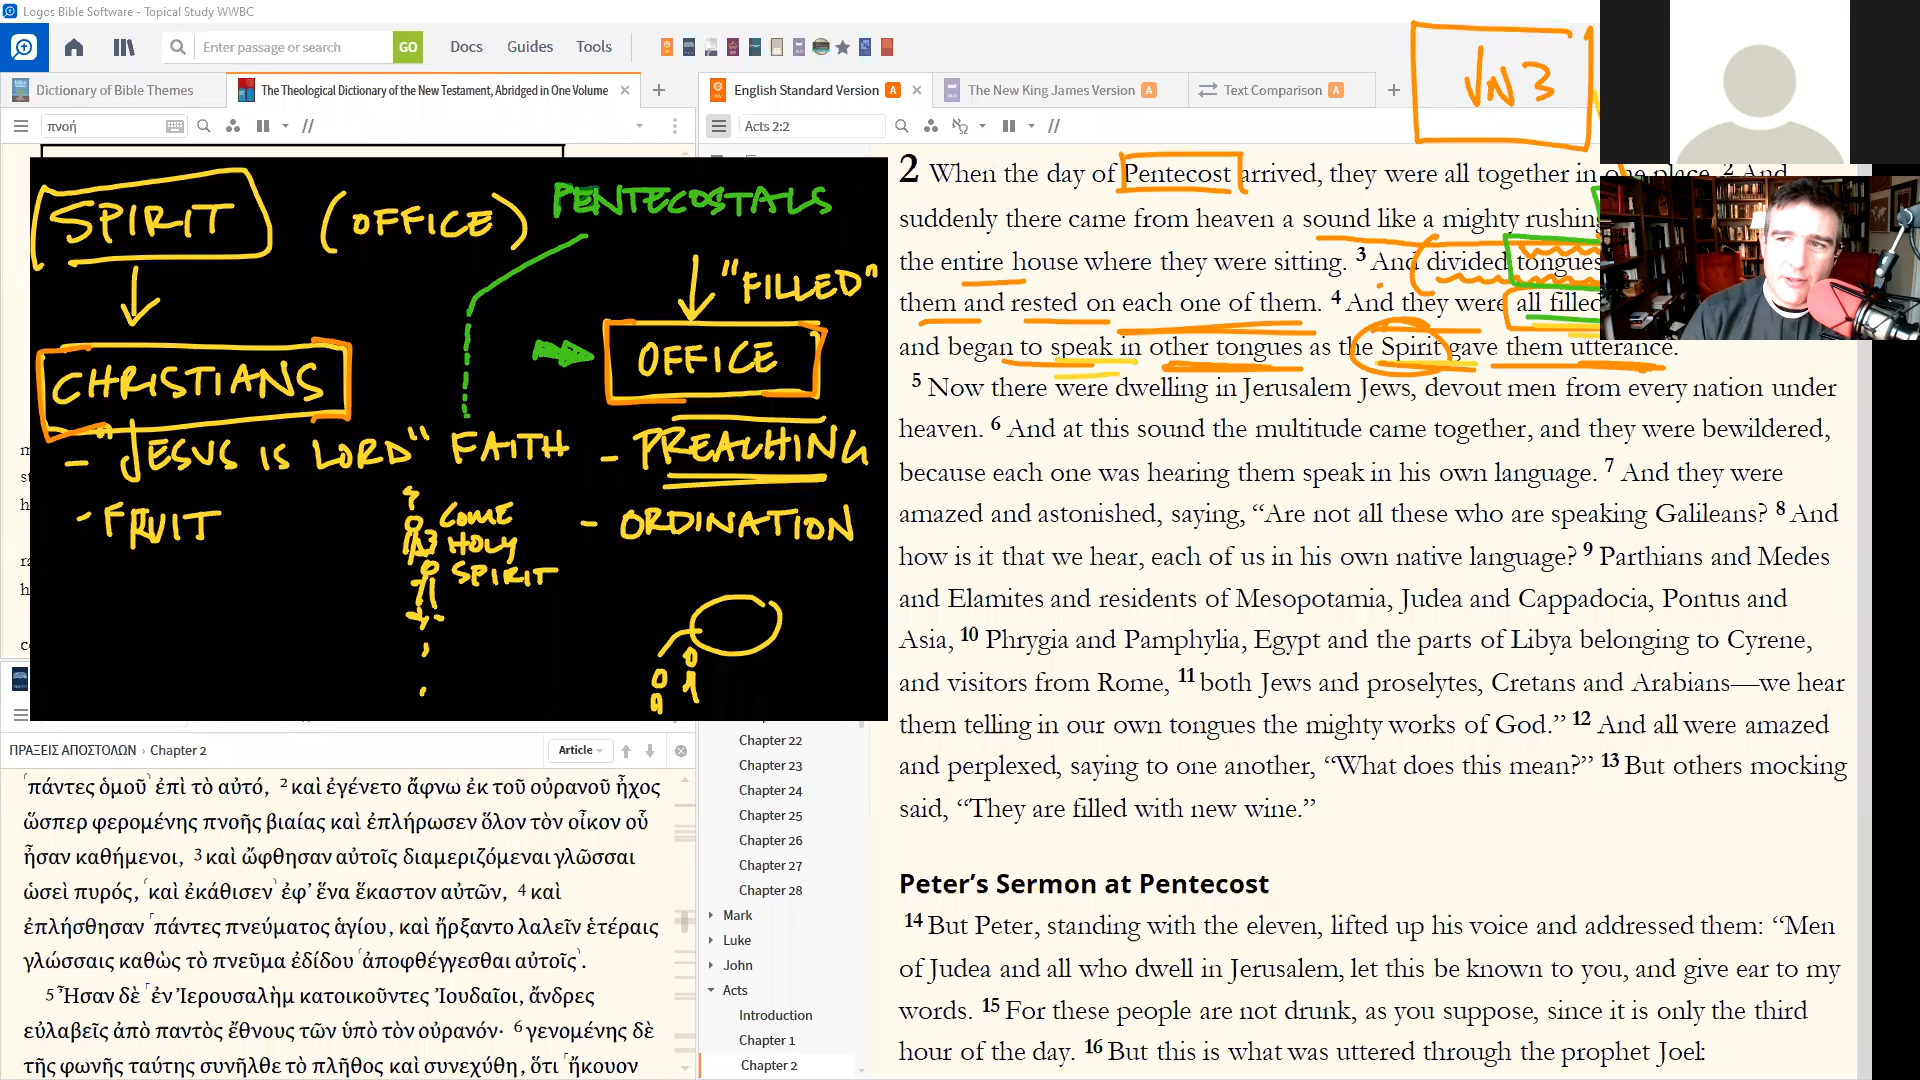 Logos Bible Software - Topical Study WWBC
Enter passage or search
GO
Docs
Guides
Tools
Dictionary of Bible Themes
The Theological Dictionary of the New Testament, Abridged in One Volume
English Standard Version A
The New King James Version A
Text Comparison A
JN 3
πνοή
Acts 2:2
SPIRIT
(OFFICE)
PENTECOSTALS
"FILLED"
CHRISTIANS
OFFICE
- "JESUS IS LORD" FAITH
- PREACHING
- FRUIT
COME
HOLY
SPIRIT
- ORDINATION
2 When the day of Pentecost arrived, they were all together in one place. 2 And
suddenly there came from heaven a sound like a mighty rushing
the entire house where they were sitting. 3 And divided tongues
them and rested on each one of them. 4 And they were all filled
and began to speak in other tongues as the Spirit gave them utterance.
5 Now there were dwelling in Jerusalem Jews, devout men from every nation under
heaven. 6 And at this sound the multitude came together, and they were bewildered,
because each one was hearing them speak in his own language. 7 And they were
amazed and astonished, saying, “Are not all these who are speaking Galileans? 8 And
how is it that we hear, each of us in his own native language? 9 Parthians and Medes
and Elamites and residents of Mesopotamia, Judea and Cappadocia, Pontus and
Asia, 10 Phrygia and Pamphylia, Egypt and the parts of Libya belonging to Cyrene,
and visitors from Rome, 11 both Jews and proselytes, Cretans and Arabians—we hear
them telling in our own tongues the mighty works of God.” 12 And all were amazed
and perplexed, saying to one another, “What does this mean?” 13 But others mocking
said, “They are filled with new wine.”
Peter’s Sermon at Pentecost
14 But Peter, standing with the eleven, lifted up his voice and addressed them: “Men
of Judea and all who dwell in Jerusalem, let this be known to you, and give ear to my
words. 15 For these people are not drunk, as you suppose, since it is only the third
hour of the day. 16 But this is what was uttered through the prophet Joel:
Chapter 22
Chapter 23
Chapter 24
Chapter 25
Chapter 26
Chapter 27
Chapter 28
Mark
Luke
John
Acts
Introduction
Chapter 1
Chapter 2
ΠΡΑΞΕΙΣ ΑΠΟΣΤΟΛΩΝ › Chapter 2
Article
⸂πάντες ὁμοῦ⸃ ἐπὶ τὸ αὐτό, 2 καὶ ἐγένετο ἄφνω ἐκ τοῦ οὐρανοῦ ἦχος
ὥσπερ φερομένης πνοῆς βιαίας καὶ ἐπλήρωσεν ὅλον τὸν οἶκον οὗ
ἦσαν καθήμενοι, 3 καὶ ὤφθησαν αὐτοῖς διαμεριζόμεναι γλῶσσαι
ὡσεὶ πυρός, ⸂καὶ ἐκάθισεν⸃ ἐφ’ ἕνα ἕκαστον αὐτῶν, 4 καὶ
ἐπλήσθησαν ⸀πάντες πνεύματος ἁγίου, καὶ ἤρξαντο λαλεῖν ἑτέραις
γλώσσαις καθὼς τὸ πνεῦμα ἐδίδου ⸂ἀποφθέγγεσθαι αὐτοῖς⸃.
5 Ἦσαν δὲ ⸀ἐν Ἰερουσαλὴμ κατοικοῦντες Ἰουδαῖοι, ἄνδρες
εὐλαβεῖς ἀπὸ παντὸς ἔθνους τῶν ὑπὸ τὸν οὐρανόν· 6 γενομένης δὲ
τῆς φωνῆς ταύτης συνῆλθε τὸ πλῆθος καὶ συνεχύθη, ὅτι ⸀ἤκουον